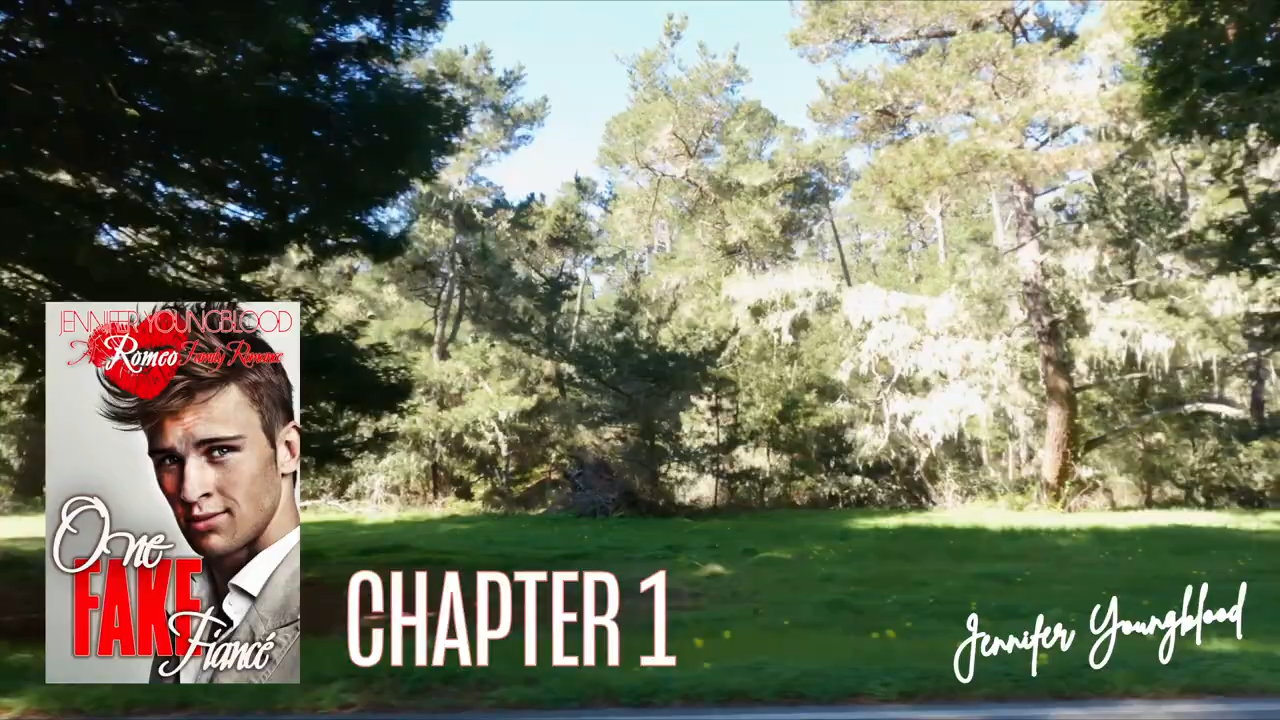 JENNIFER YOUNGBLOOD
A Romeo Family Romance
One
FAKE
Fiancé
CHAPTER 1
Jennifer Youngblood